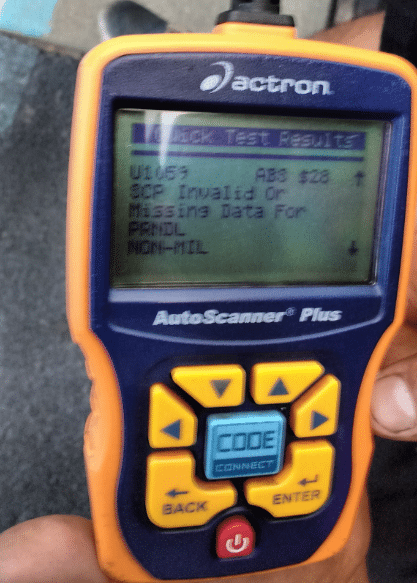 actron
Quick Test Results
U1059 ABS $28
SCP Invalid Or
Missing Data For
PRNDL
NON-MIL
AutoScanner® Plus
CODE
CONNECT
BACK
ENTER